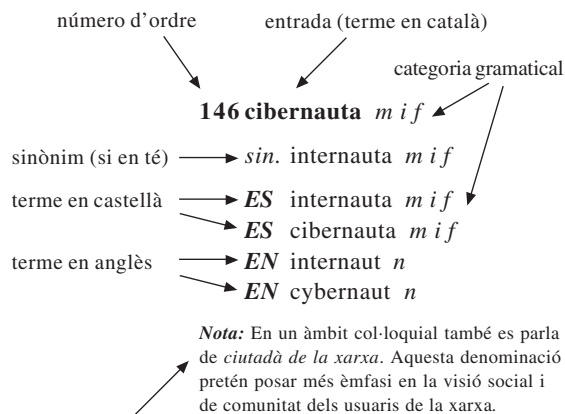 número d'ordre entrada (terme en català)
categoria gramatical
146 cibernauta m i f
sinònim (si en té) sin. internauta m i f
terme en castellà ES internauta m i f
ES cibernauta m i f
terme en anglès EN internaut n
EN cybernaut n
Nota: En un àmbit col·loquial també es parla
de ciutadà de la xarxa. Aquesta denominació
pretén posar més èmfasi en la visió social i
de comunitat dels usuaris de la xarxa.